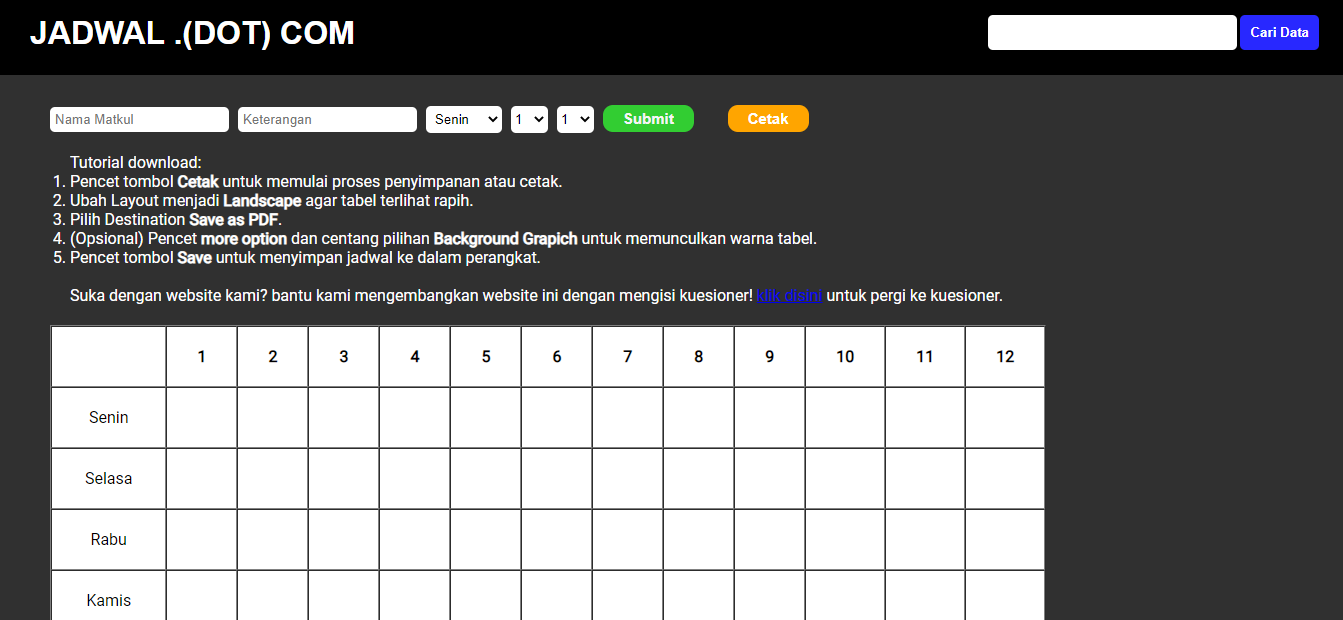 JADWAL .(DOT) COM
Cari Data
Nama Matkul Keterangan Senin 1 1 Submit Cetak
Tutorial download:
1. Pencet tombol Cetak untuk memulai proses penyimpanan atau cetak.
2. Ubah Layout menjadi Landscape agar tabel terlihat rapih.
3. Pilih Destination Save as PDF.
4. (Opsional) Pencet more option dan centang pilihan Background Grapich untuk memunculkan warna tabel.
5. Pencet tombol Save untuk menyimpan jadwal ke dalam perangkat.
Suka dengan website kami? bantu kami mengembangkan website ini dengan mengisi kuesioner! klik disini untuk pergi ke kuesioner.
1 2 3 4 5 6 7 8 9 10 11 12
Senin
Selasa
Rabu
Kamis